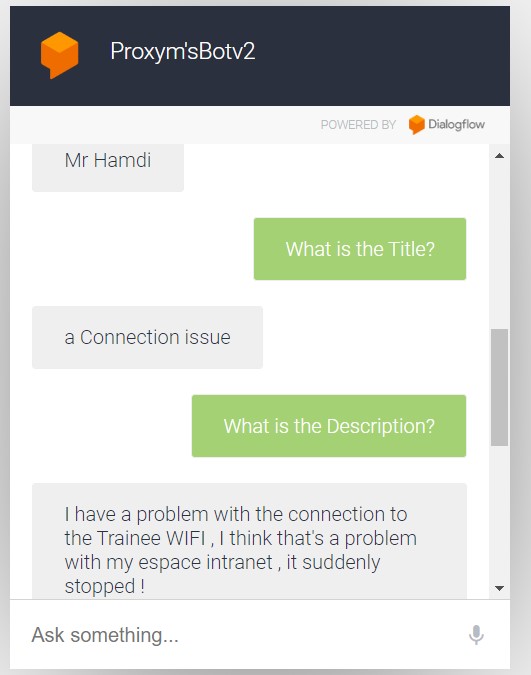 Proxym'sBotv2
POWERED BY Dialogflow
Mr Hamdi
What is the Title?
a Connection issue
What is the Description?
I have a problem with the connection to
the Trainee WIFI , I think that's a problem
with my espace intranet , it suddenly
stopped !
Ask something...